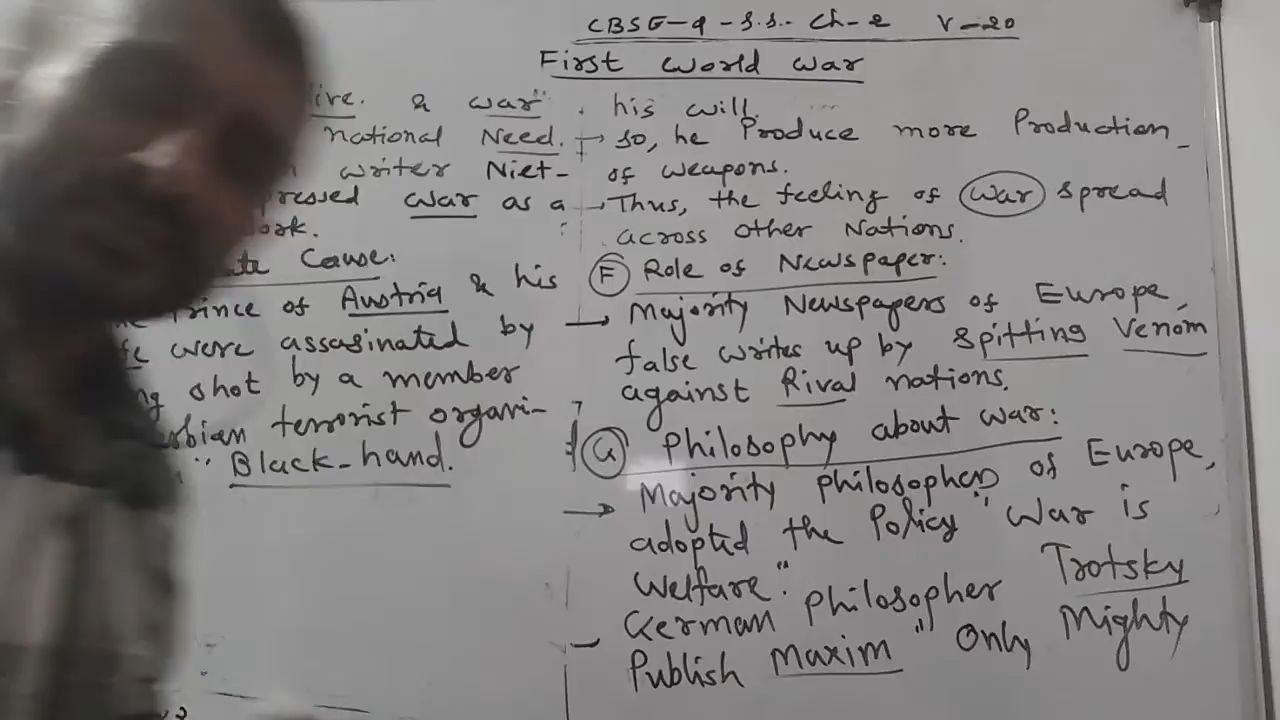 CBSE-9-S.S.- Ch-2 V-20
First World War
his will.
so, he Produce more Production
of weapons.
Thus, the feeling of War spread
across other Nations.
F Role of Newspaper:
Majority Newspapers of Europe,
false writes up by spitting Venom
against Rival nations.
G Philosophy about war:
Majority philosophers of Europe,
adopted the Policy "War is
Welfare".
German philosopher Trotsky
Publish Maxim "Only Mighty
live. & war"
national Need.
writer Niet-
pressed war as a
ork.
Cause:
Prince of Austria & his
were assasinated by
shot by a member
terrorist organi-
" Black-hand.